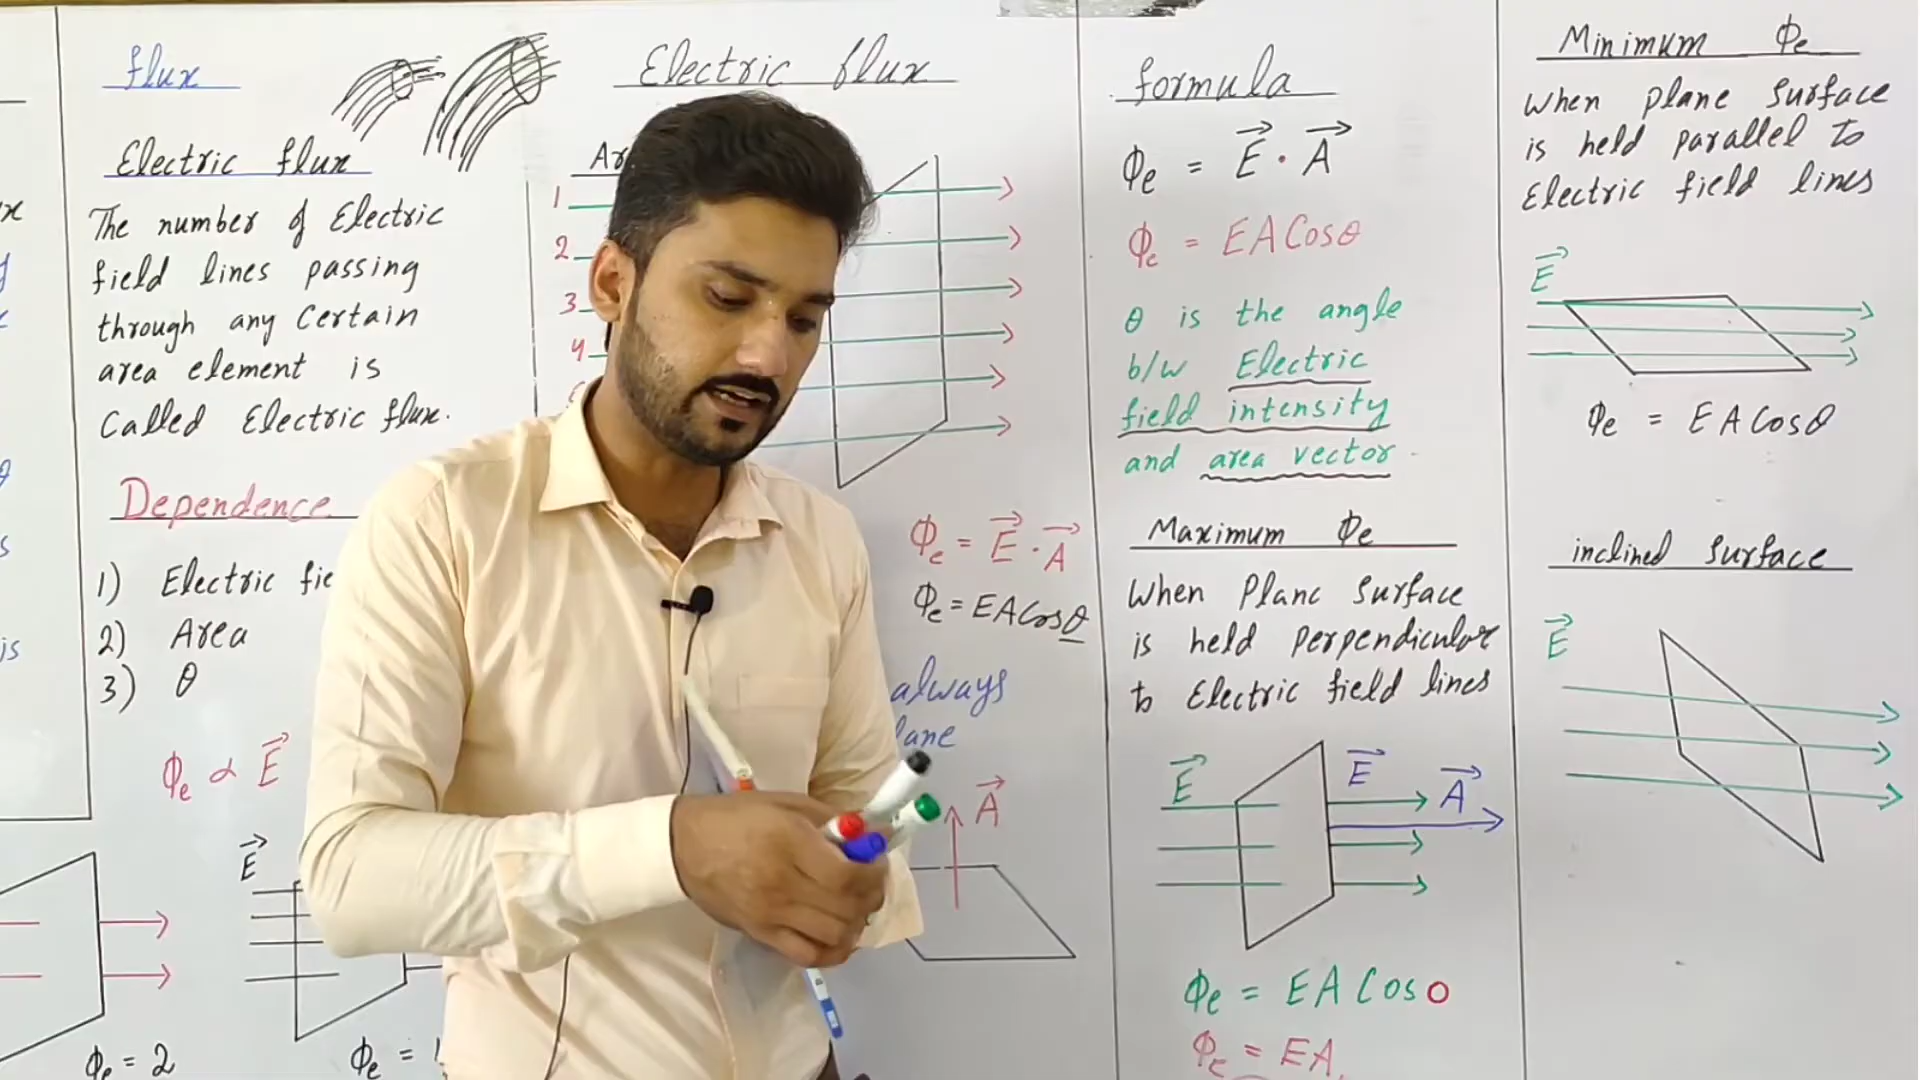 x
θ
s
is
flux
Electric flux
The number of Electric
field lines passing
through any Certain
area element is
Called Electric flux.
Dependence
1) Electric fie
2) Area
3) θ
ϕe ∝ E⃗
E⃗
ϕe = 2
ϕe =
Electric flux
Ar
1
2
3
4
ϕe = E⃗ · A⃗
ϕe = EACosθ
always
lane
A⃗
formula
ϕe = E⃗ · A⃗
ϕe = EACosθ
θ is the angle
b/w Electric
field intensity
and area vector
Maximum ϕe
When Plane Surface
is held perpendicular
to Electric field lines
E⃗ E⃗ A⃗
ϕe = EACos0
ϕe = EA
Minimum ϕe
When plane surface
is held parallel to
Electric field lines
E⃗
ϕe = EACosθ
inclined Surface
E⃗